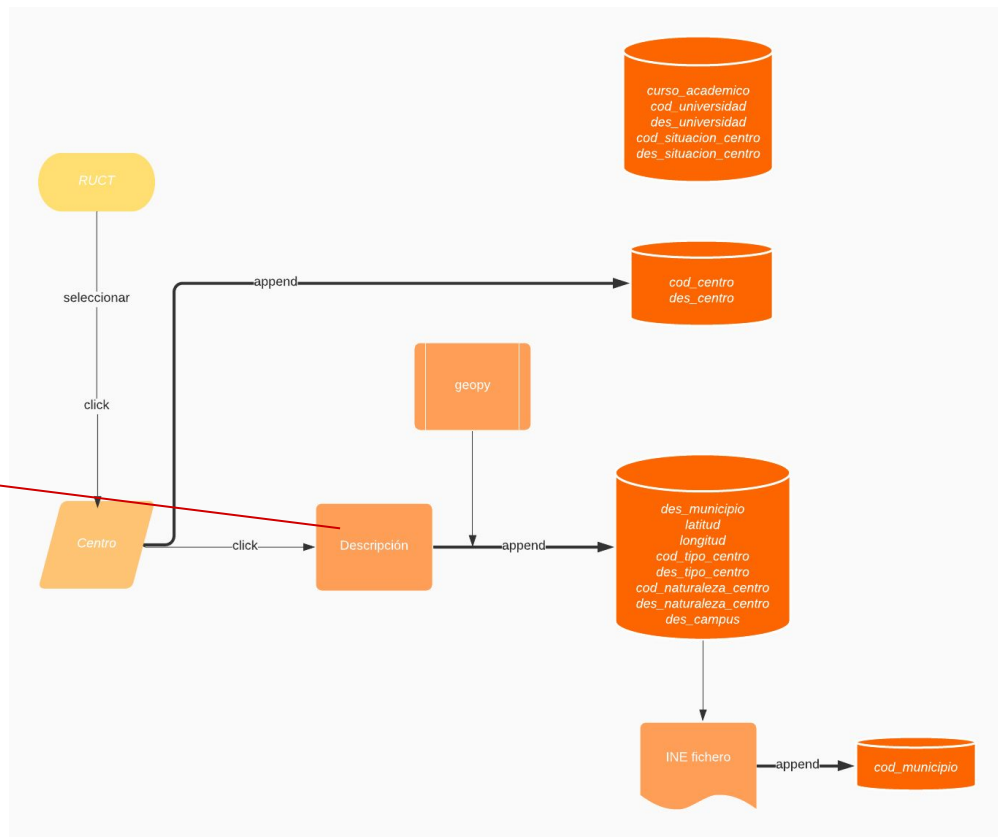 curso_academico
cod_universidad
des_universidad
cod_situacion_centro
des_situacion_centro
RUCT
seleccionar
append
cod_centro
des_centro
geopy
click
Centro
click
Descripción
append
des_municipio
latitud
longitud
cod_tipo_centro
des_tipo_centro
cod_naturaleza_centro
des_naturaleza_centro
des_campus
INE fichero
append
cod_municipio